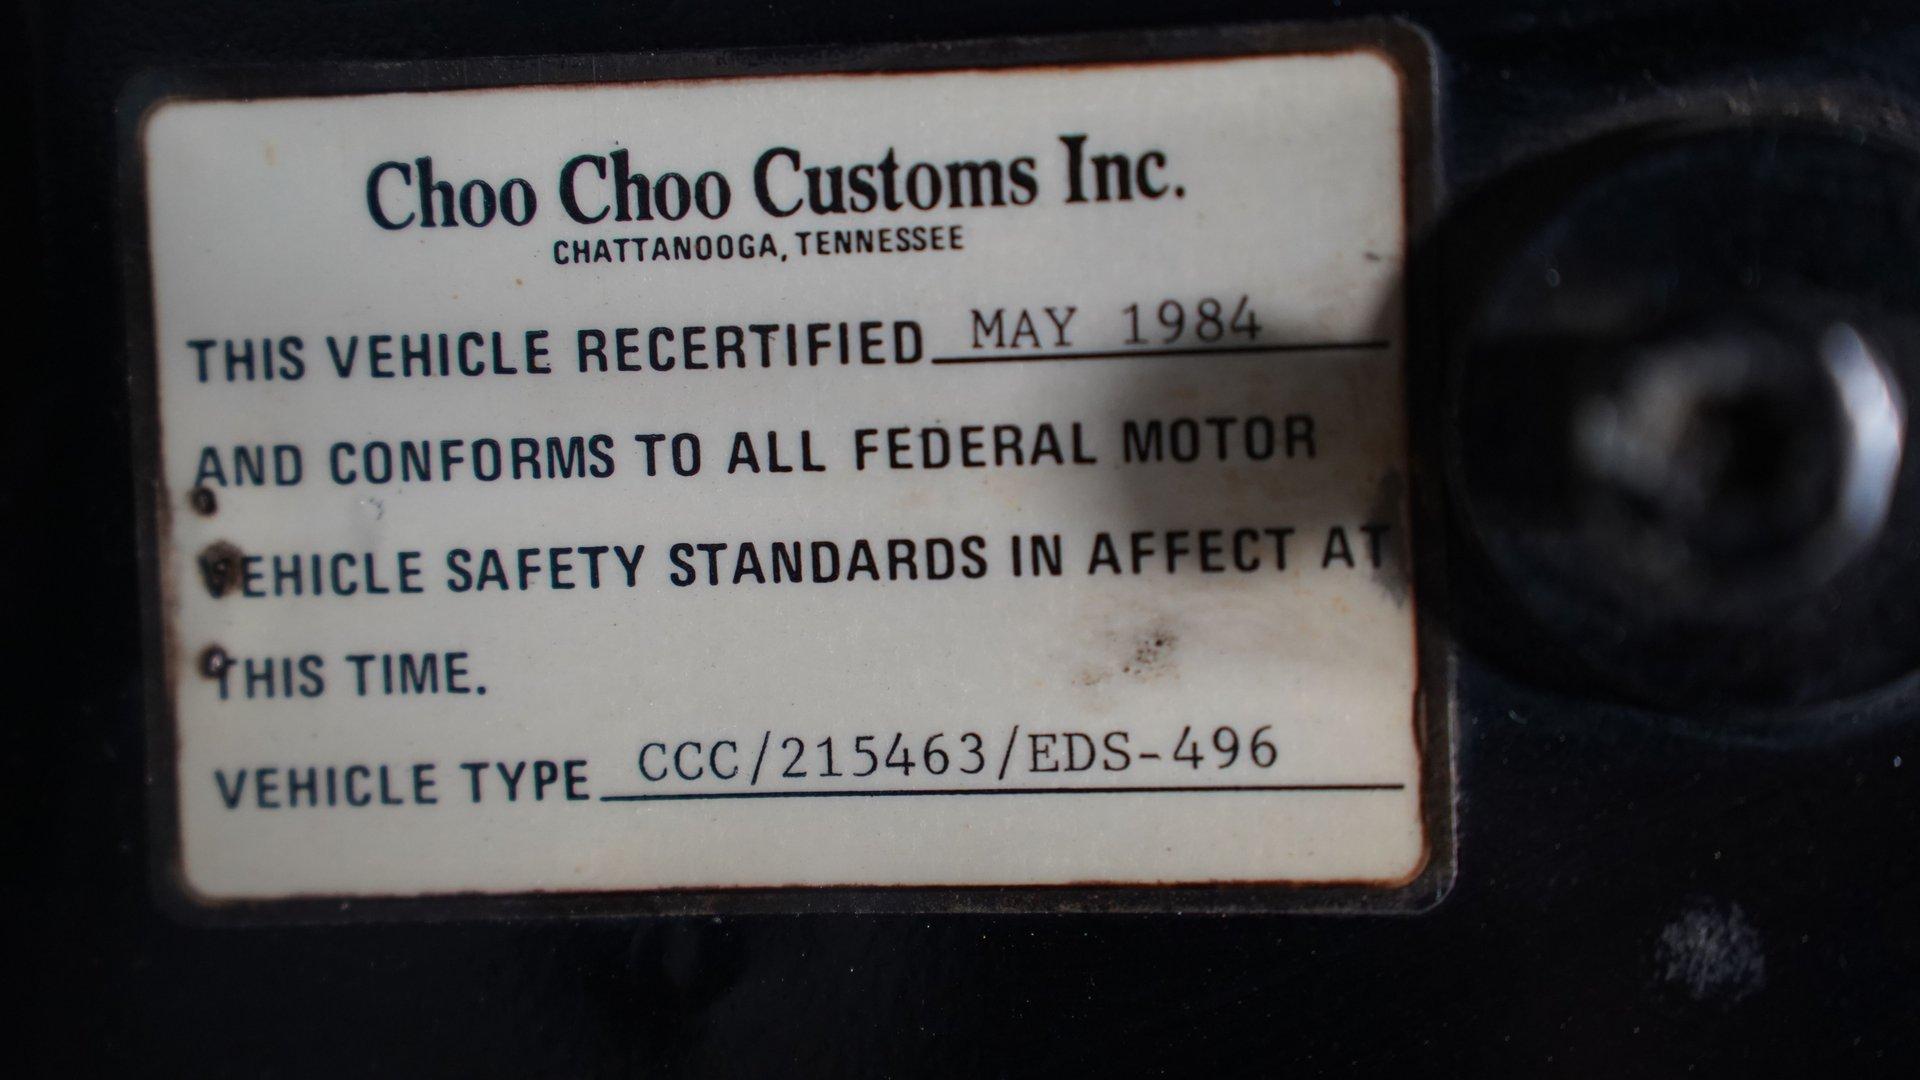 Choo Choo Customs Inc.
CHATTANOOGA, TENNESSEE
THIS VEHICLE RECERTIFIED MAY 1984
AND CONFORMS TO ALL FEDERAL MOTOR
VEHICLE SAFETY STANDARDS IN AFFECT AT
THIS TIME.
VEHICLE TYPE CCC/215463/EDS-496